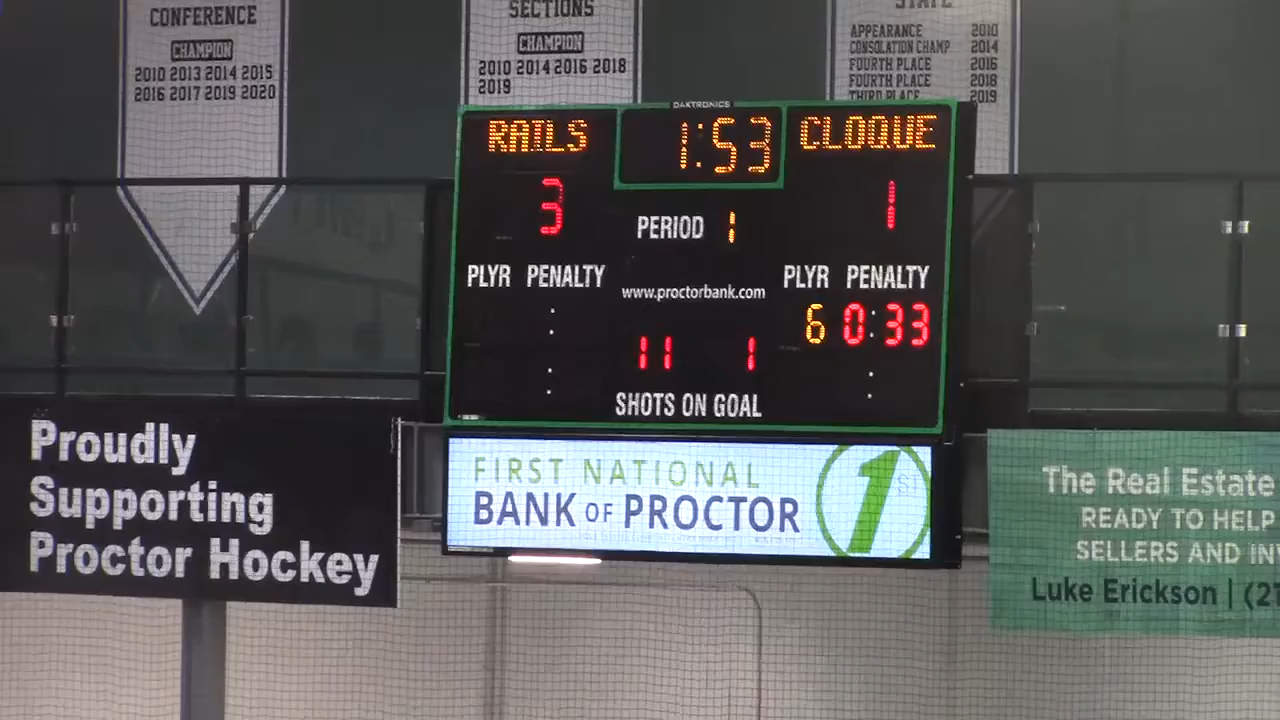 CONFERENCE
CHAMPION
2010 2013 2014 2015
2016 2017 2019 2020
SECTIONS
CHAMPION
2010 2014 2016 2018
2019
STATE
APPEARANCE 2010
CONSOLATION CHAMP 2014
FOURTH PLACE 2016
FOURTH PLACE 2018
THIRD PLACE 2019
DAKTRONICS
RAILS 1:53 CLOQUE
3 PERIOD 1 1
PLYR PENALTY
www.proctorbank.com
PLYR PENALTY
6 0:33
11 1
SHOTS ON GOAL
FIRST NATIONAL
BANK OF PROCTOR
1ST
Proudly
Supporting
Proctor Hockey
The Real Estate
READY TO HELP
SELLERS AND IN
Luke Erickson | (21